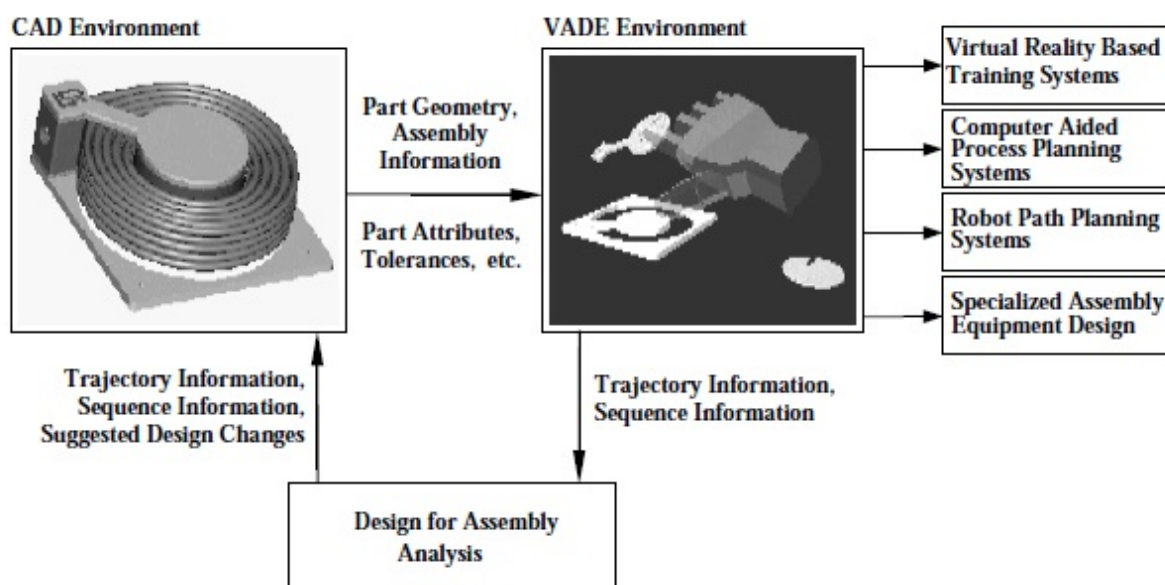 CAD Environment
VADE Environment
Part Geometry,
Assembly
Information
Part Attributes,
Tolerances, etc.
Virtual Reality Based
Training Systems
Computer Aided
Process Planning
Systems
Robot Path Planning
Systems
Specialized Assembly
Equipment Design
Trajectory Information,
Sequence Information,
Suggested Design Changes
Trajectory Information,
Sequence Information
Design for Assembly
Analysis